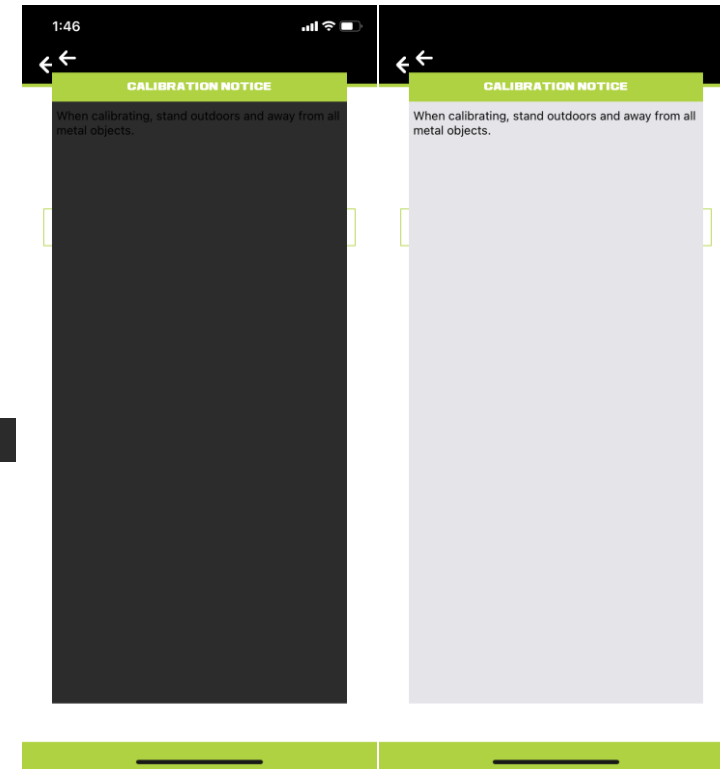 1:46
CALIBRATION NOTICE
When calibrating, stand outdoors and away from all
metal objects.
CALIBRATION NOTICE
When calibrating, stand outdoors and away from all
metal objects.